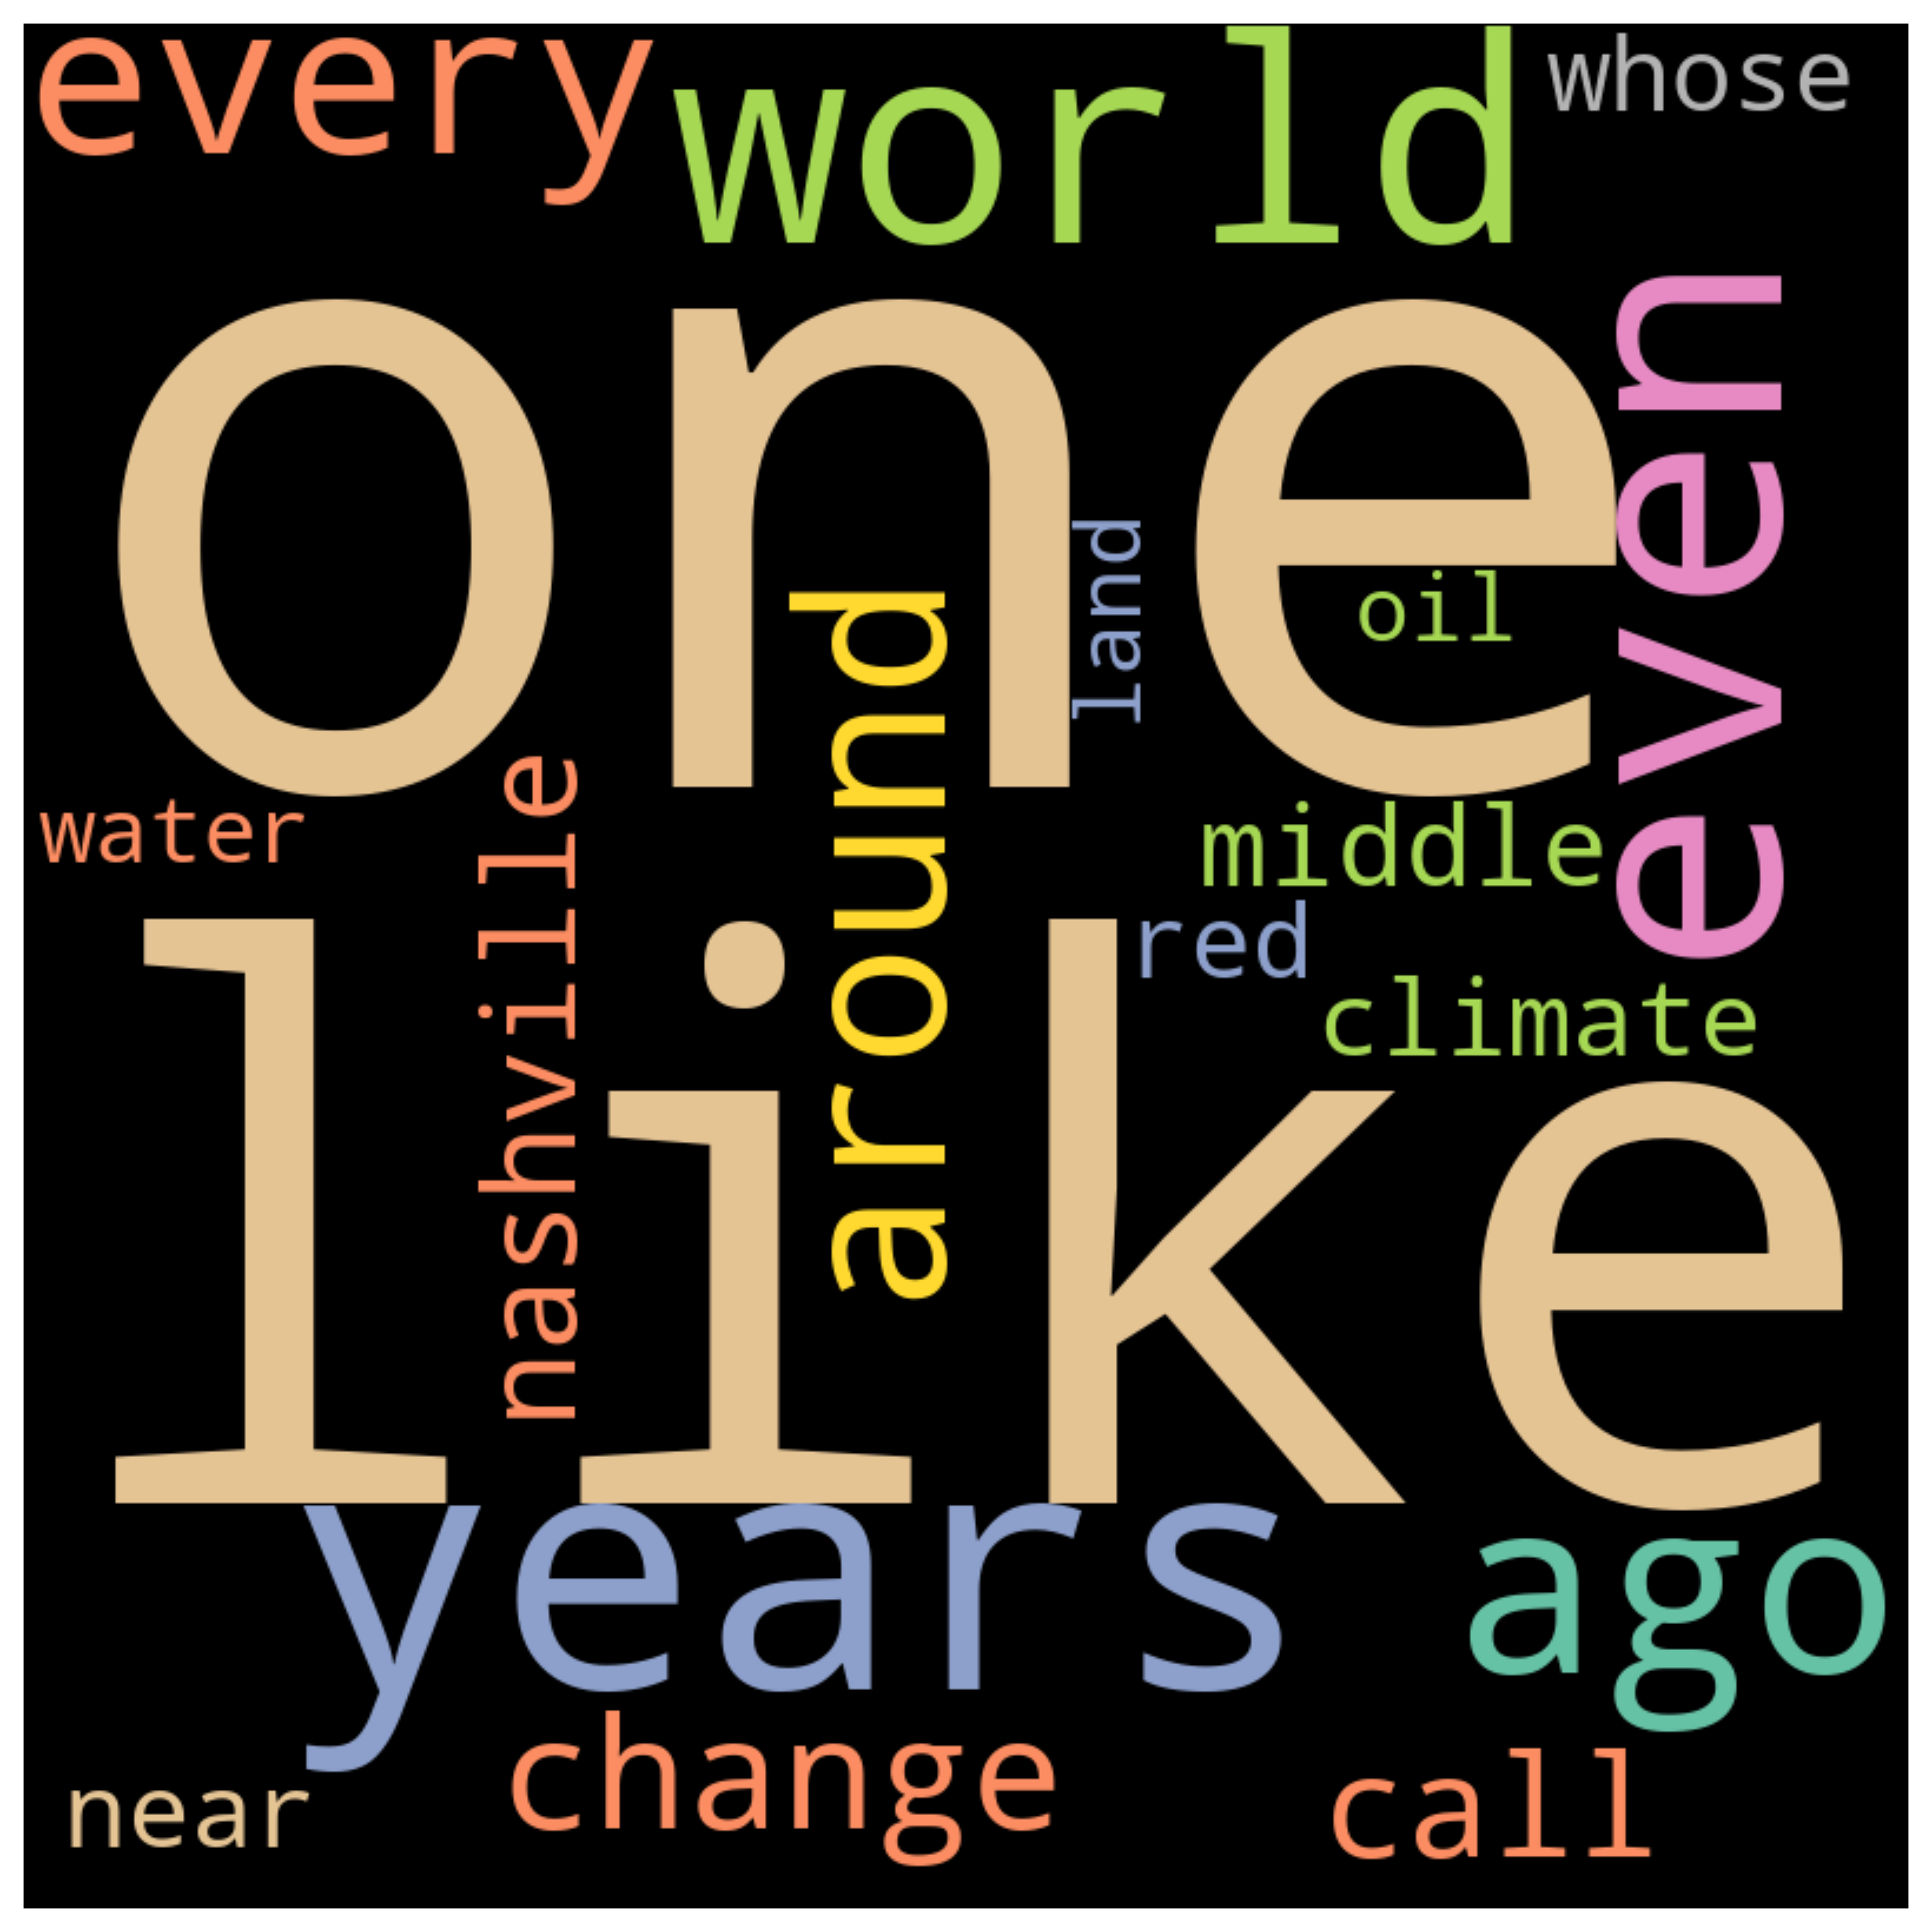 every
world
whose
one
even
land
oil
around
water
nashville
middle
red
climate
like
years
ago
change
near
call